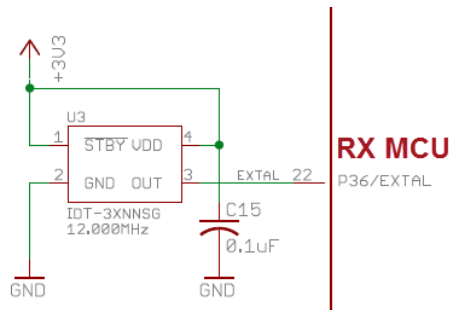 +3V3
U3
1 STBY VDD 4
2 GND OUT 3
EXTAL 22
IDT-3XNNSG
12.000MHz
C15
0.1uF
GND
GND
RX MCU
P36/EXTAL